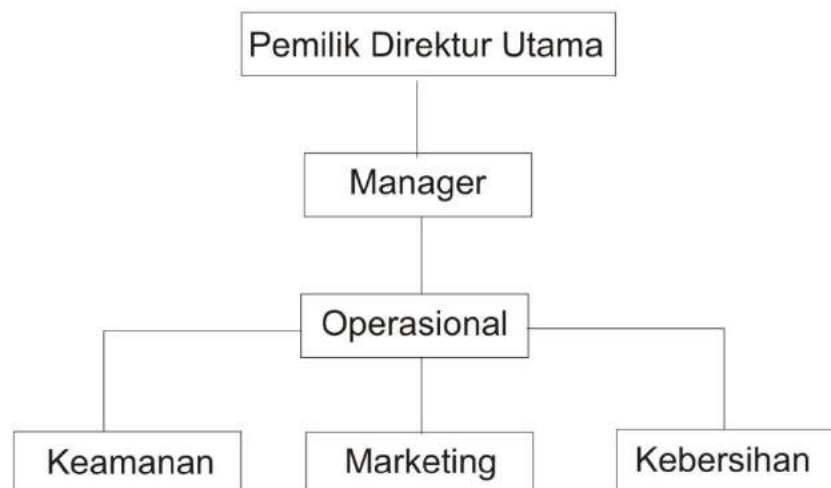 Pemilik Direktur Utama
Manager
Operasional
Keamanan
Marketing
Kebersihan